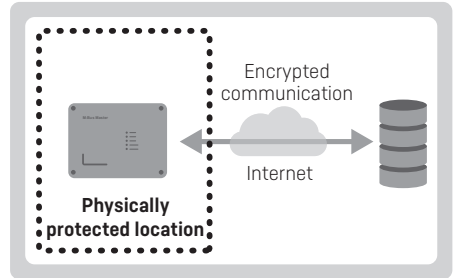 Encrypted
communication
Internet
Physically
protected location